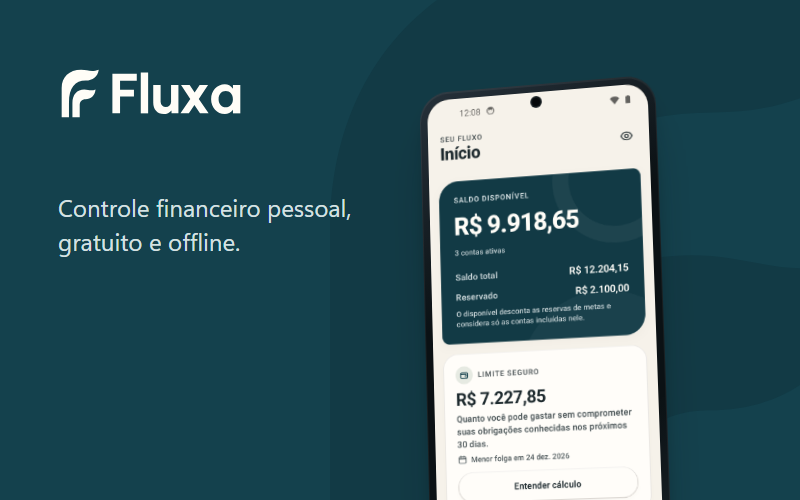 Fluxa
Controle financeiro pessoal,
gratuito e offline.
12:08
SEU FLUXO
Início
SALDO DISPONÍVEL
R$ 9.918,65
3 contas ativas
Saldo total R$ 12.204,15
Reservado R$ 2.100,00
O disponível desconta as reservas de metas e
considera só as contas incluídas nele.
LIMITE SEGURO
R$ 7.227,85
Quanto você pode gastar sem comprometer
suas obrigações conhecidas nos próximos
30 dias.
Menor folga em 24 dez. 2026
Entender cálculo